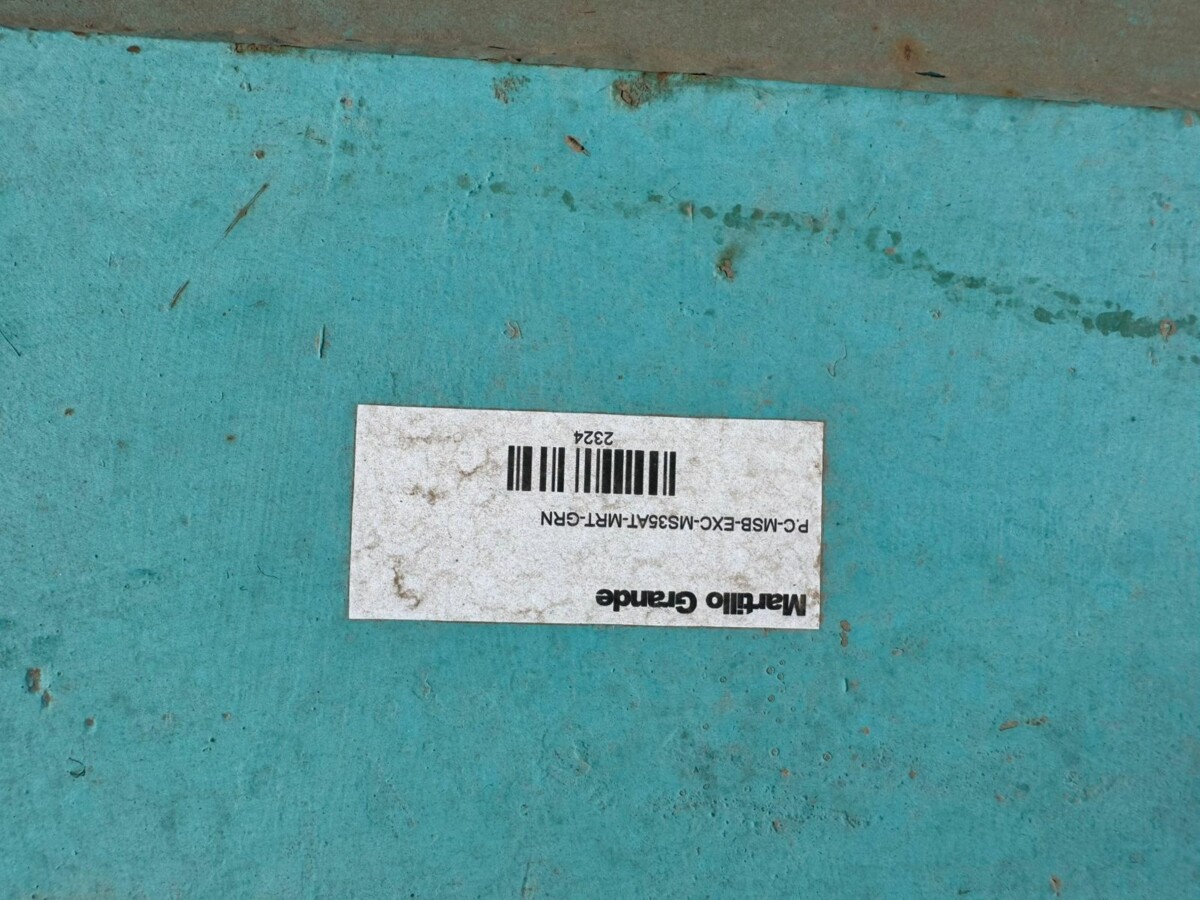 Martillo Grande
P.C-MSB-EXC-MS35AT-MRT-GRN
2324